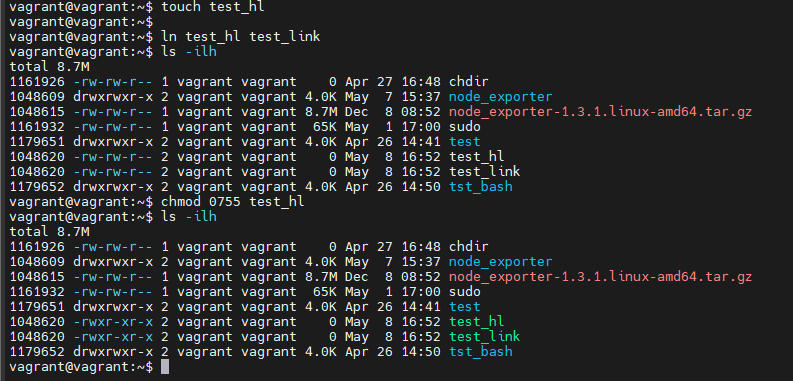 vagrant@vagrant:~$ touch test_hl
vagrant@vagrant:~$
vagrant@vagrant:~$ ln test_hl test_link
vagrant@vagrant:~$ ls -ilh
total 8.7M
1161926 -rw-rw-r-- 1 vagrant vagrant    0 Apr 27 16:48 chdir
1048609 drwxrwxr-x 2 vagrant vagrant 4.0K May  7 15:37 node_exporter
1048615 -rw-rw-r-- 1 vagrant vagrant 8.7M Dec  8 08:52 node_exporter-1.3.1.linux-amd64.tar.gz
1161932 -rw-rw-r-- 1 vagrant vagrant  65K May  1 17:00 sudo
1179651 drwxrwxr-x 2 vagrant vagrant 4.0K Apr 26 14:41 test
1048620 -rw-rw-r-- 2 vagrant vagrant    0 May  8 16:52 test_hl
1048620 -rw-rw-r-- 2 vagrant vagrant    0 May  8 16:52 test_link
1179652 drwxrwxr-x 2 vagrant vagrant 4.0K Apr 26 14:50 tst_bash
vagrant@vagrant:~$ chmod 0755 test_hl
vagrant@vagrant:~$ ls -ilh
total 8.7M
1161926 -rw-rw-r-- 1 vagrant vagrant    0 Apr 27 16:48 chdir
1048609 drwxrwxr-x 2 vagrant vagrant 4.0K May  7 15:37 node_exporter
1048615 -rw-rw-r-- 1 vagrant vagrant 8.7M Dec  8 08:52 node_exporter-1.3.1.linux-amd64.tar.gz
1161932 -rw-rw-r-- 1 vagrant vagrant  65K May  1 17:00 sudo
1179651 drwxrwxr-x 2 vagrant vagrant 4.0K Apr 26 14:41 test
1048620 -rwxr-xr-x 2 vagrant vagrant    0 May  8 16:52 test_hl
1048620 -rwxr-xr-x 2 vagrant vagrant    0 May  8 16:52 test_link
1179652 drwxrwxr-x 2 vagrant vagrant 4.0K Apr 26 14:50 tst_bash
vagrant@vagrant:~$